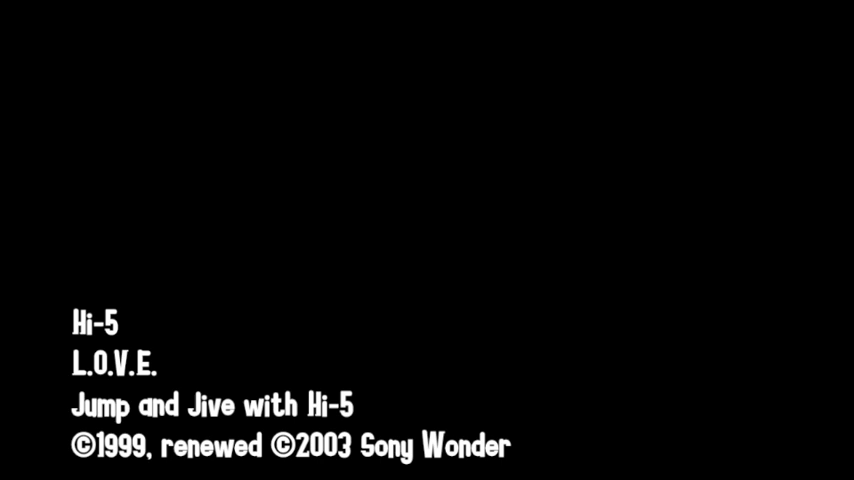 Hi-5
L.O.V.E.
Jump and Jive with Hi-5
©1999, renewed ©2003 Sony Wonder